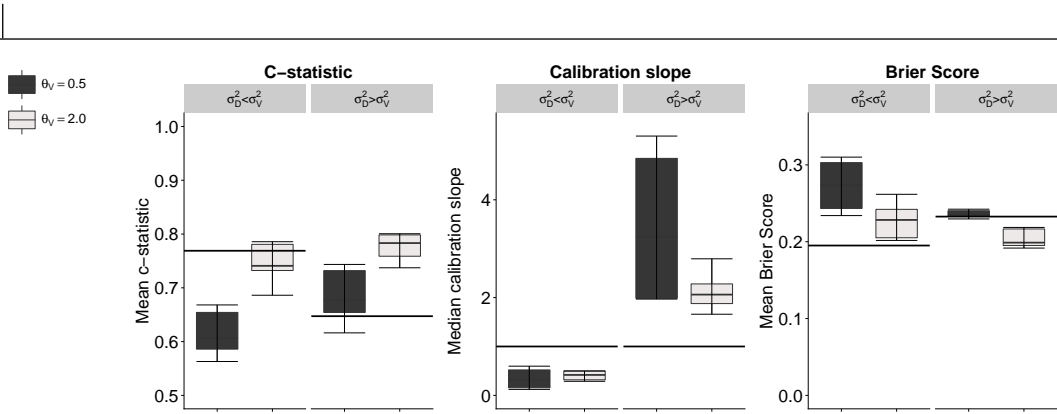 θV = 0.5
θV = 2.0
C−statistic
σ²D<σ²V
σ²D>σ²V
Mean c−statistic
1.0
0.9
0.8
0.7
0.6
0.5
Calibration slope
σ²D<σ²V
σ²D>σ²V
Median calibration slope
4
2
0
Brier Score
σ²D<σ²V
σ²D>σ²V
Mean Brier Score
0.3
0.2
0.1
0.0